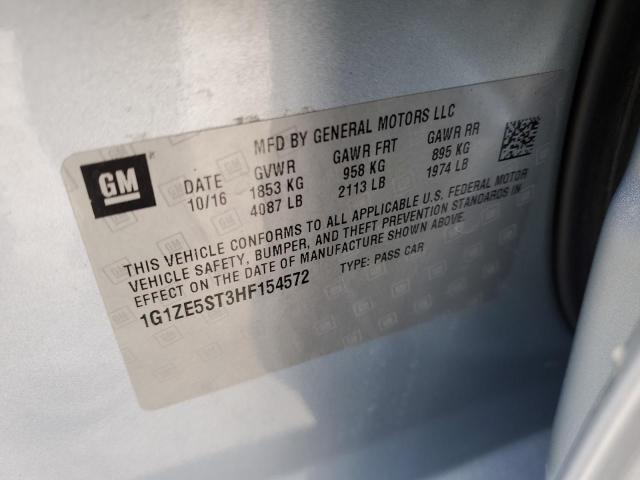 MFD BY GENERAL MOTORS LLC
GM
DATE GVWR GAWR FRT GAWR RR
10/16 1853 KG 958 KG 895 KG
4087 LB 2113 LB 1974 LB
THIS VEHICLE CONFORMS TO ALL APPLICABLE U.S. FEDERAL MOTOR
VEHICLE SAFETY, BUMPER, AND THEFT PREVENTION STANDARDS IN
EFFECT ON THE DATE OF MANUFACTURE SHOWN ABOVE.
1G1ZE5ST3HF154572 TYPE: PASS CAR